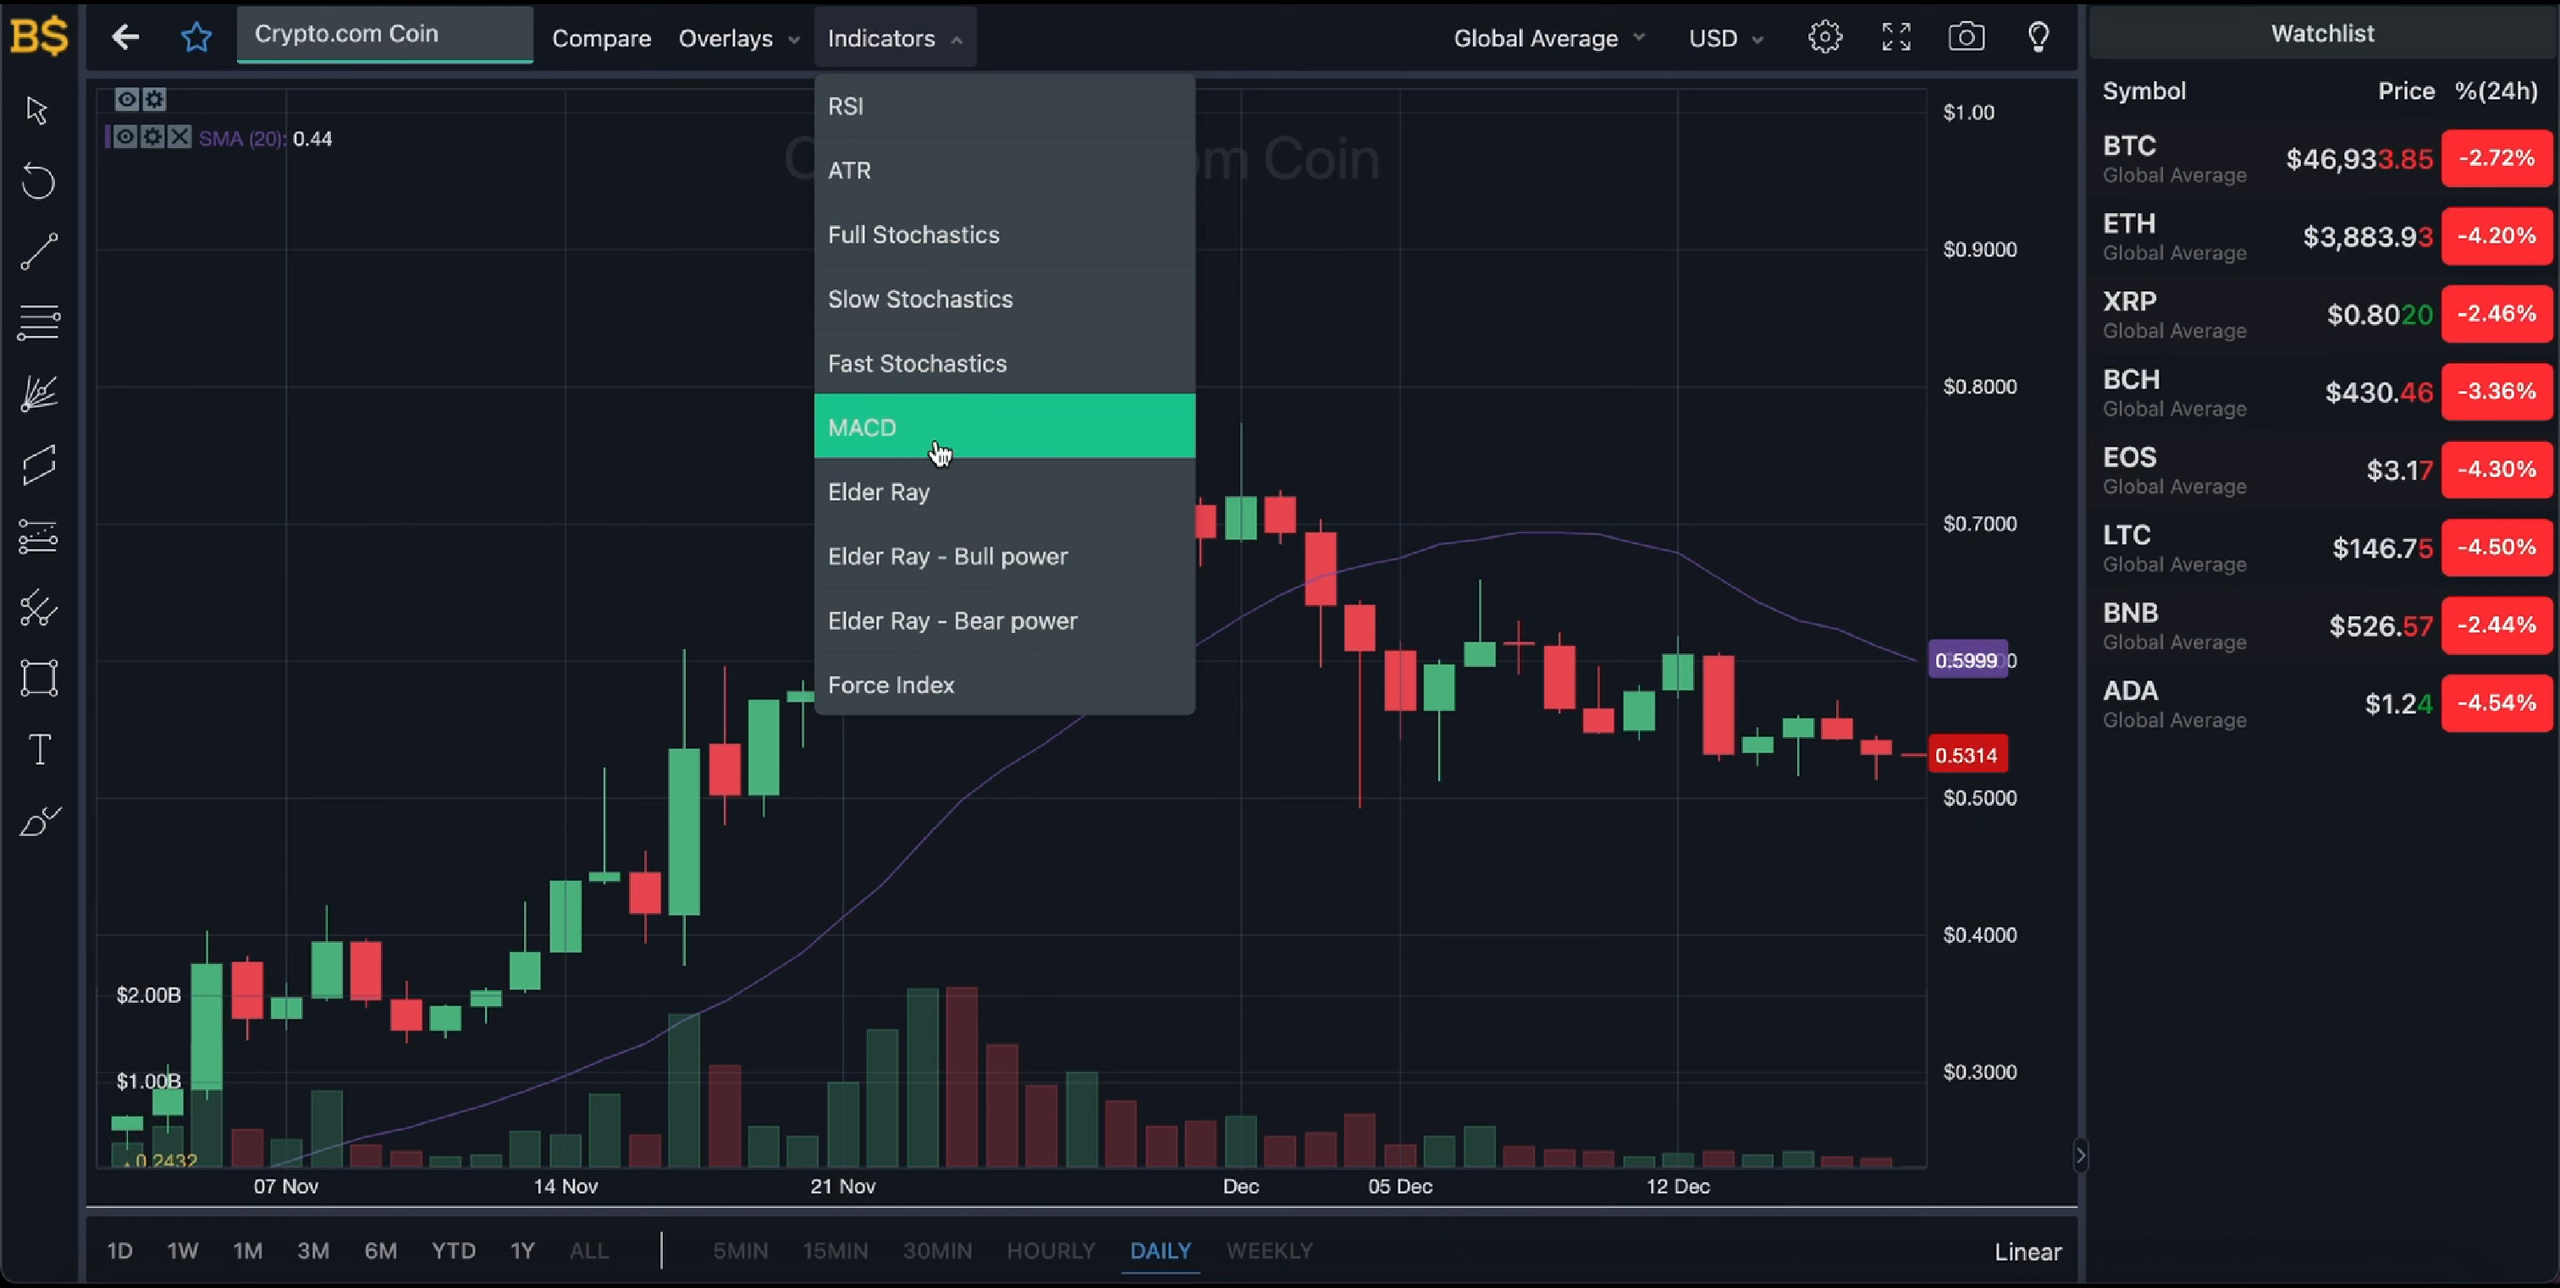 B$
Crypto.com Coin
Compare
Overlays
Indicators
Global Average
USD
Watchlist
Symbol Price %(24h)
BTC $46,933.85 -2.72%
Global Average
ETH $3,883.93 -4.20%
Global Average
XRP $0.8020 -2.46%
Global Average
BCH $430.46 -3.36%
Global Average
EOS $3.17 -4.30%
Global Average
LTC $146.75 -4.50%
Global Average
BNB $526.57 -2.44%
Global Average
ADA $1.24 -4.54%
Global Average
SMA (20): 0.44
om Coin
RSI
ATR
Full Stochastics
Slow Stochastics
Fast Stochastics
MACD
Elder Ray
Elder Ray - Bull power
Elder Ray - Bear power
Force Index
$1.00
$0.9000
$0.8000
$0.7000
0.5999
0.5314
$0.5000
$0.4000
$0.3000
$2.00B
$1.00B
0.2432
07 Nov 14 Nov 21 Nov Dec 05 Dec 12 Dec
1D 1W 1M 3M 6M YTD 1Y ALL 5MIN 15MIN 30MIN HOURLY DAILY WEEKLY Linear